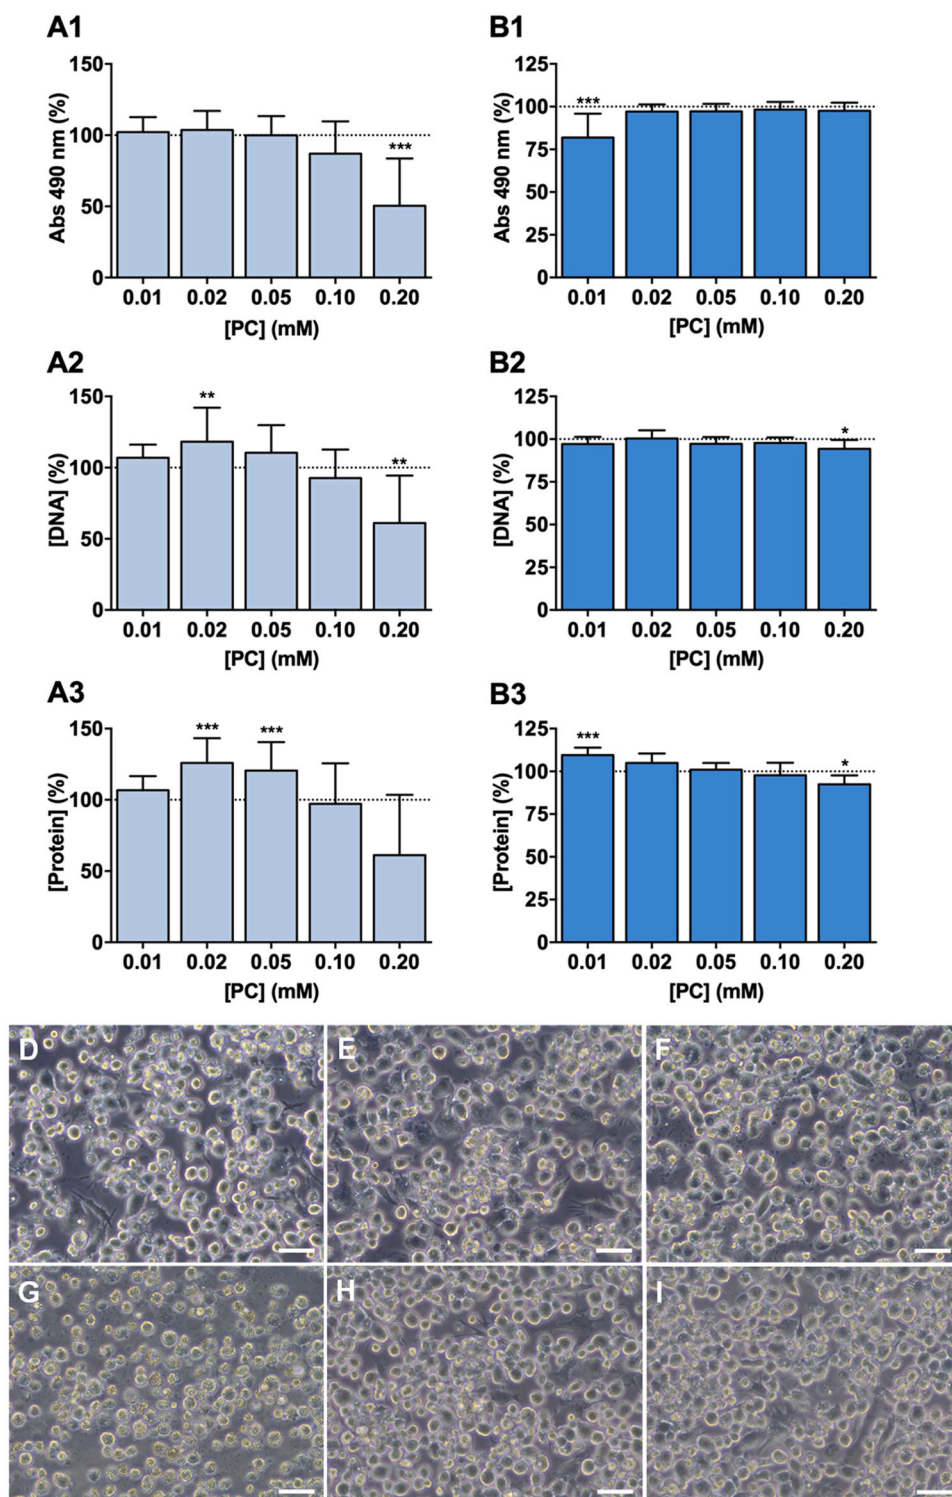 A1
150
100
50
0
Abs 490 nm (%)
***
0.01 0.02 0.05 0.10 0.20
[PC] (mM)
B1
125
100
75
50
25
0
Abs 490 nm (%)
***
0.01 0.02 0.05 0.10 0.20
[PC] (mM)
A2
150
100
50
0
[DNA] (%)
** **
0.01 0.02 0.05 0.10 0.20
[PC] (mM)
B2
125
100
75
50
25
0
[DNA] (%)
*
0.01 0.02 0.05 0.10 0.20
[PC] (mM)
A3
150
100
50
0
[Protein] (%)
*** ***
0.01 0.02 0.05 0.10 0.20
[PC] (mM)
B3
125
100
75
50
25
0
[Protein] (%)
*** *
0.01 0.02 0.05 0.10 0.20
[PC] (mM)
D E F
G H I